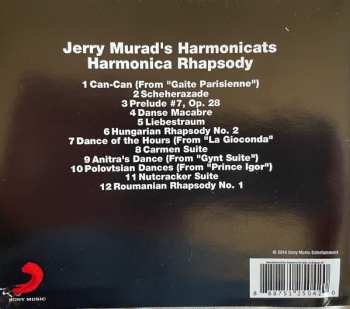 Jerry Murad's Harmonicats
Harmonica Rhapsody
1 Can-Can (From "Gaite Parisienne")
2 Scheherazade
3 Prelude #7, Op. 28
4 Danse Macabre
5 Liebestraum
6 Hungarian Rhapsody No. 2
7 Dance of the Hours (From "La Gioconda"
8 Carmen Suite
9 Anitra's Dance (From "Gynt Suite")
10 Polovtsian Dances (From "Prince Igor")
11 Nutcracker Suite
12 Roumanian Rhapsody No. 1
Sony Music Entertainment
SONY MUSIC